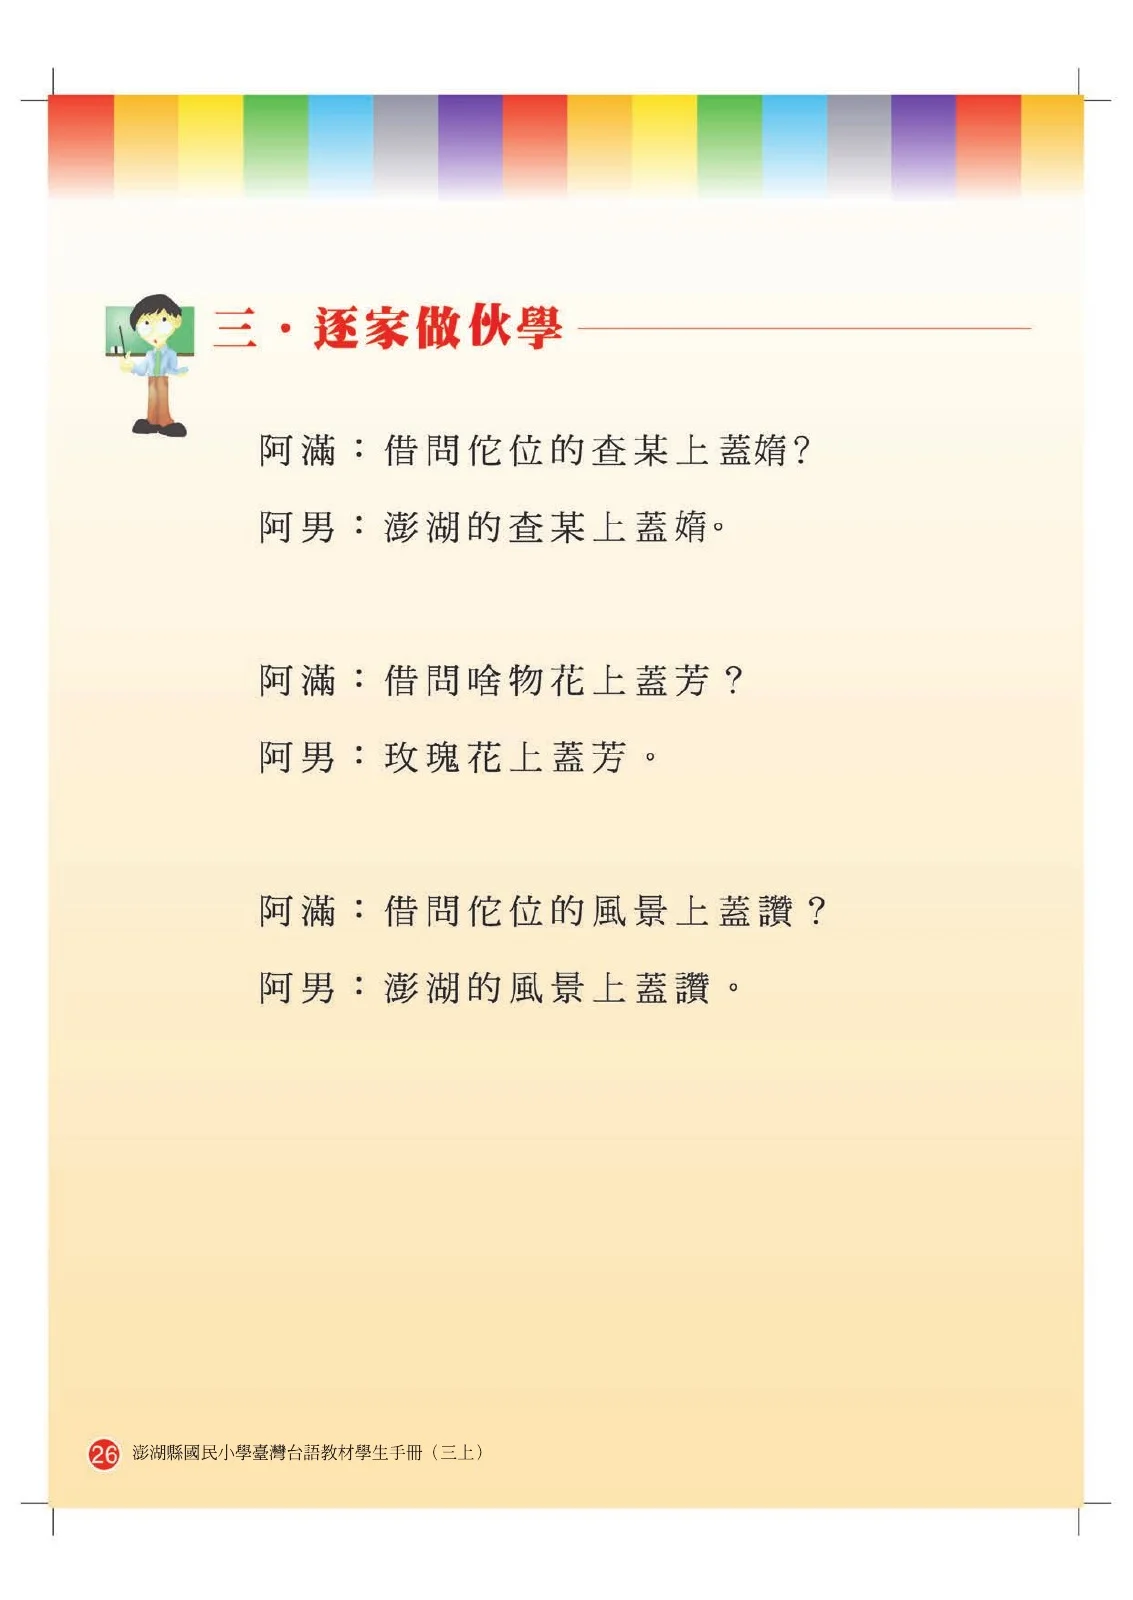 三·逐家做伙學
阿滿：借問佗位的查某上蓋媠？
阿男：澎湖的查某上蓋媠。
阿滿：借問啥物花上蓋芳？
阿男：玫瑰花上蓋芳。
阿滿：借問佗位的風景上蓋讚？
阿男：澎湖的風景上蓋讚。
26 澎湖縣國民小學臺灣台語教材學生手冊（三上）